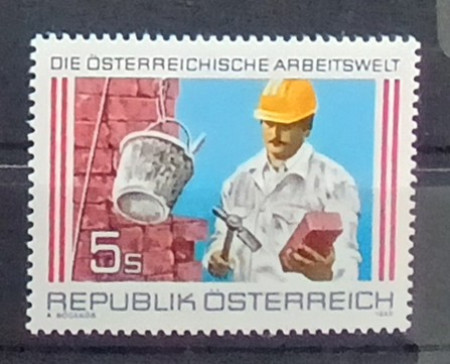 DIE ÖSTERREICHISCHE ARBEITSWELT
5s
REPUBLIK ÖSTERREICH